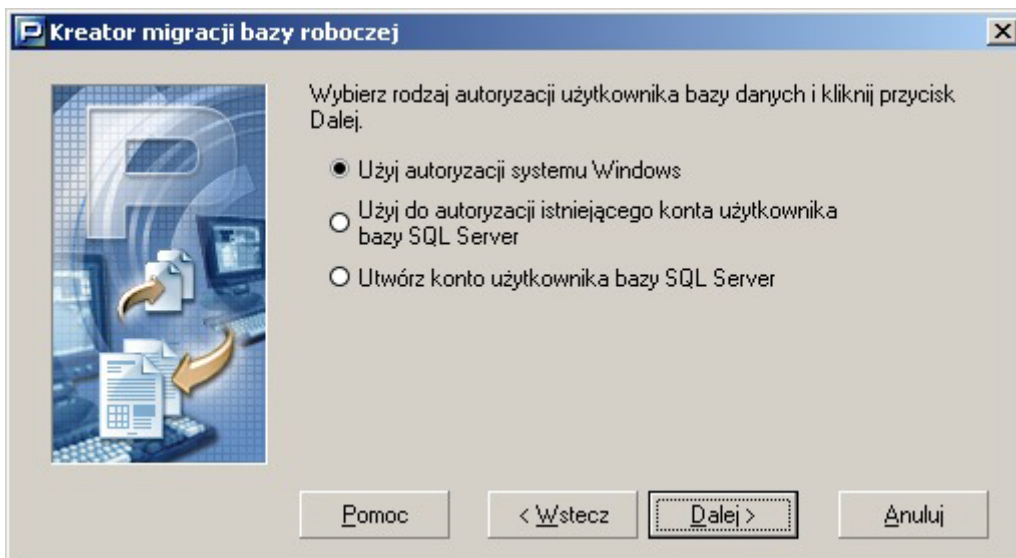 Kreator migracji bazy roboczej
Wybierz rodzaj autoryzacji użytkownika bazy danych i kliknij przycisk
Dalej.
Użyj autoryzacji systemu Windows
Użyj do autoryzacji istniejącego konta użytkownika
bazy SQL Server
Utwórz konto użytkownika bazy SQL Server
Pomoc
< Wstecz
Dalej >
Anuluj